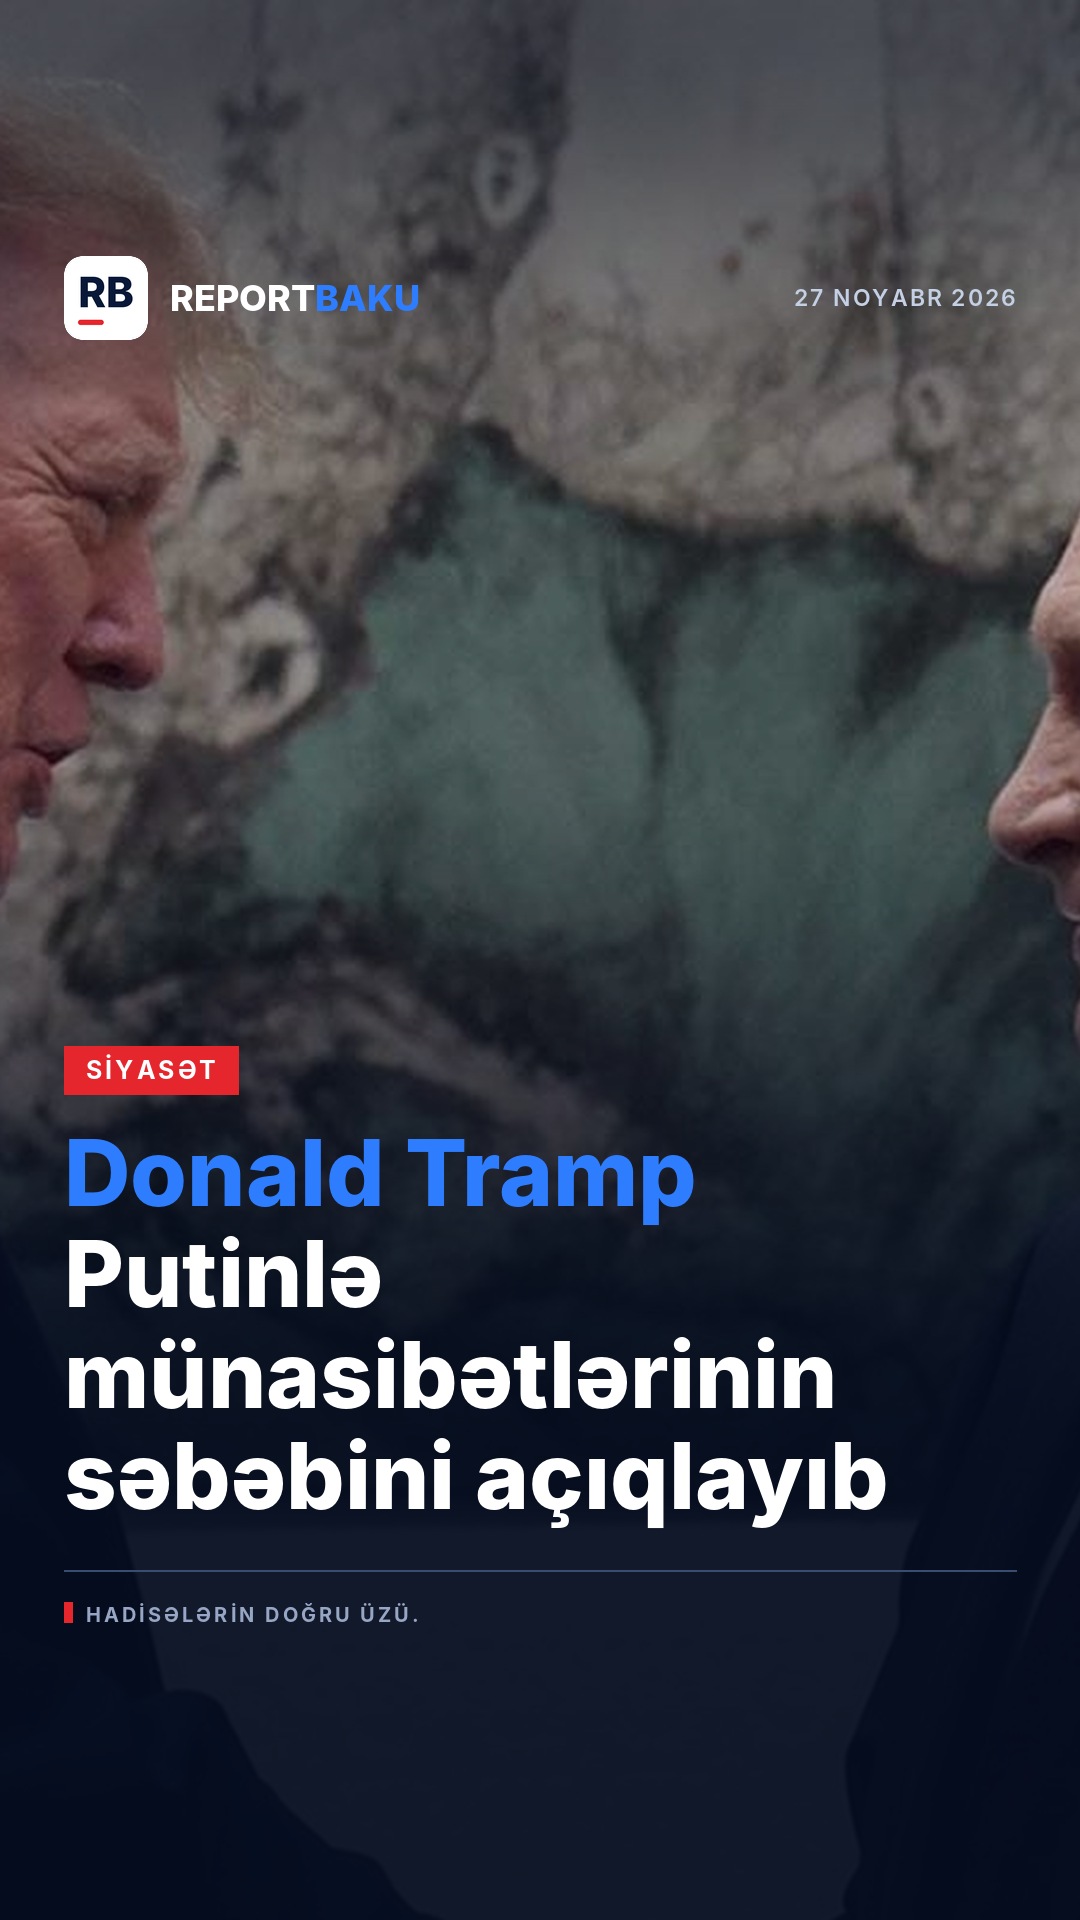 RB
REPORTBAKU
27 NOYABR 2026
SİYASƏT
Donald Tramp
Putinlə
münasibətlərinin
səbəbini açıqlayıb
HADİSƏLƏRİN DOĞRU ÜZÜ.